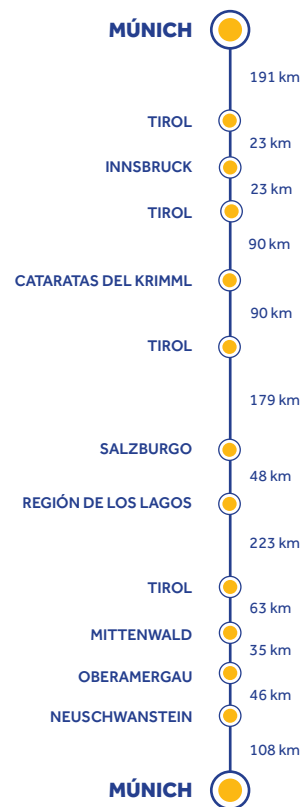 MÚNICH
191 km
TIROL
23 km
INNSBRUCK
23 km
TIROL
90 km
CATARATAS DEL KRIMML
90 km
TIROL
179 km
SALZBURGO
48 km
REGIÓN DE LOS LAGOS
223 km
TIROL
63 km
MITTENWALD
35 km
OBERAMERGAU
46 km
NEUSCHWANSTEIN
108 km
MÚNICH